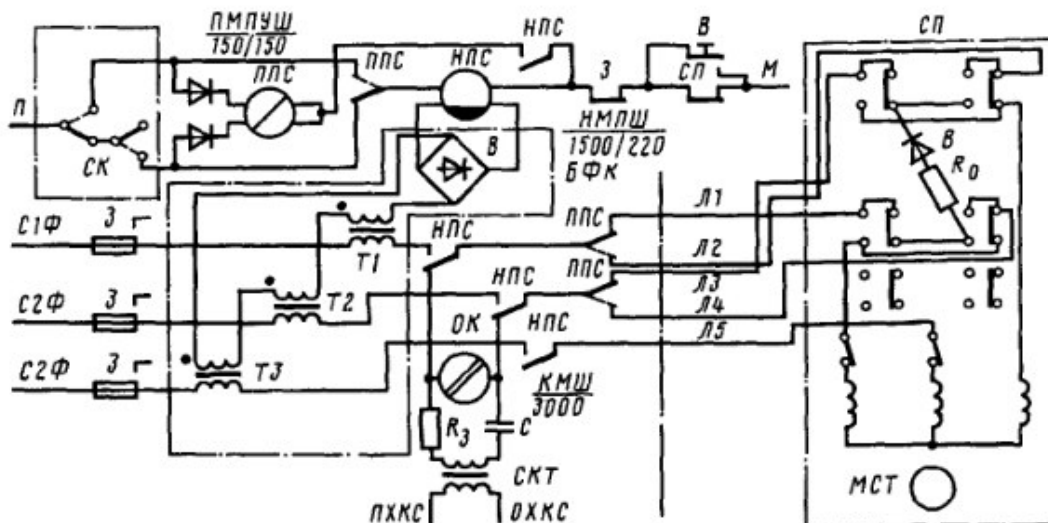 ПМПУШ
150/150
ППС
П
СК
ППС
НПС
НПС
З
В
СП
М
НМПШ
1500/220
БФК
В
СП
В
R0
С1Ф
З
Т1
НПС
ППС
Л1
Л2
С2Ф
З
Т2
НПС
ППС
Л3
Л4
С2Ф
З
Т3
ОК
НПС
Л5
КМШ
3000
R3
С
СКТ
ПХКС
ОХКС
МСТ